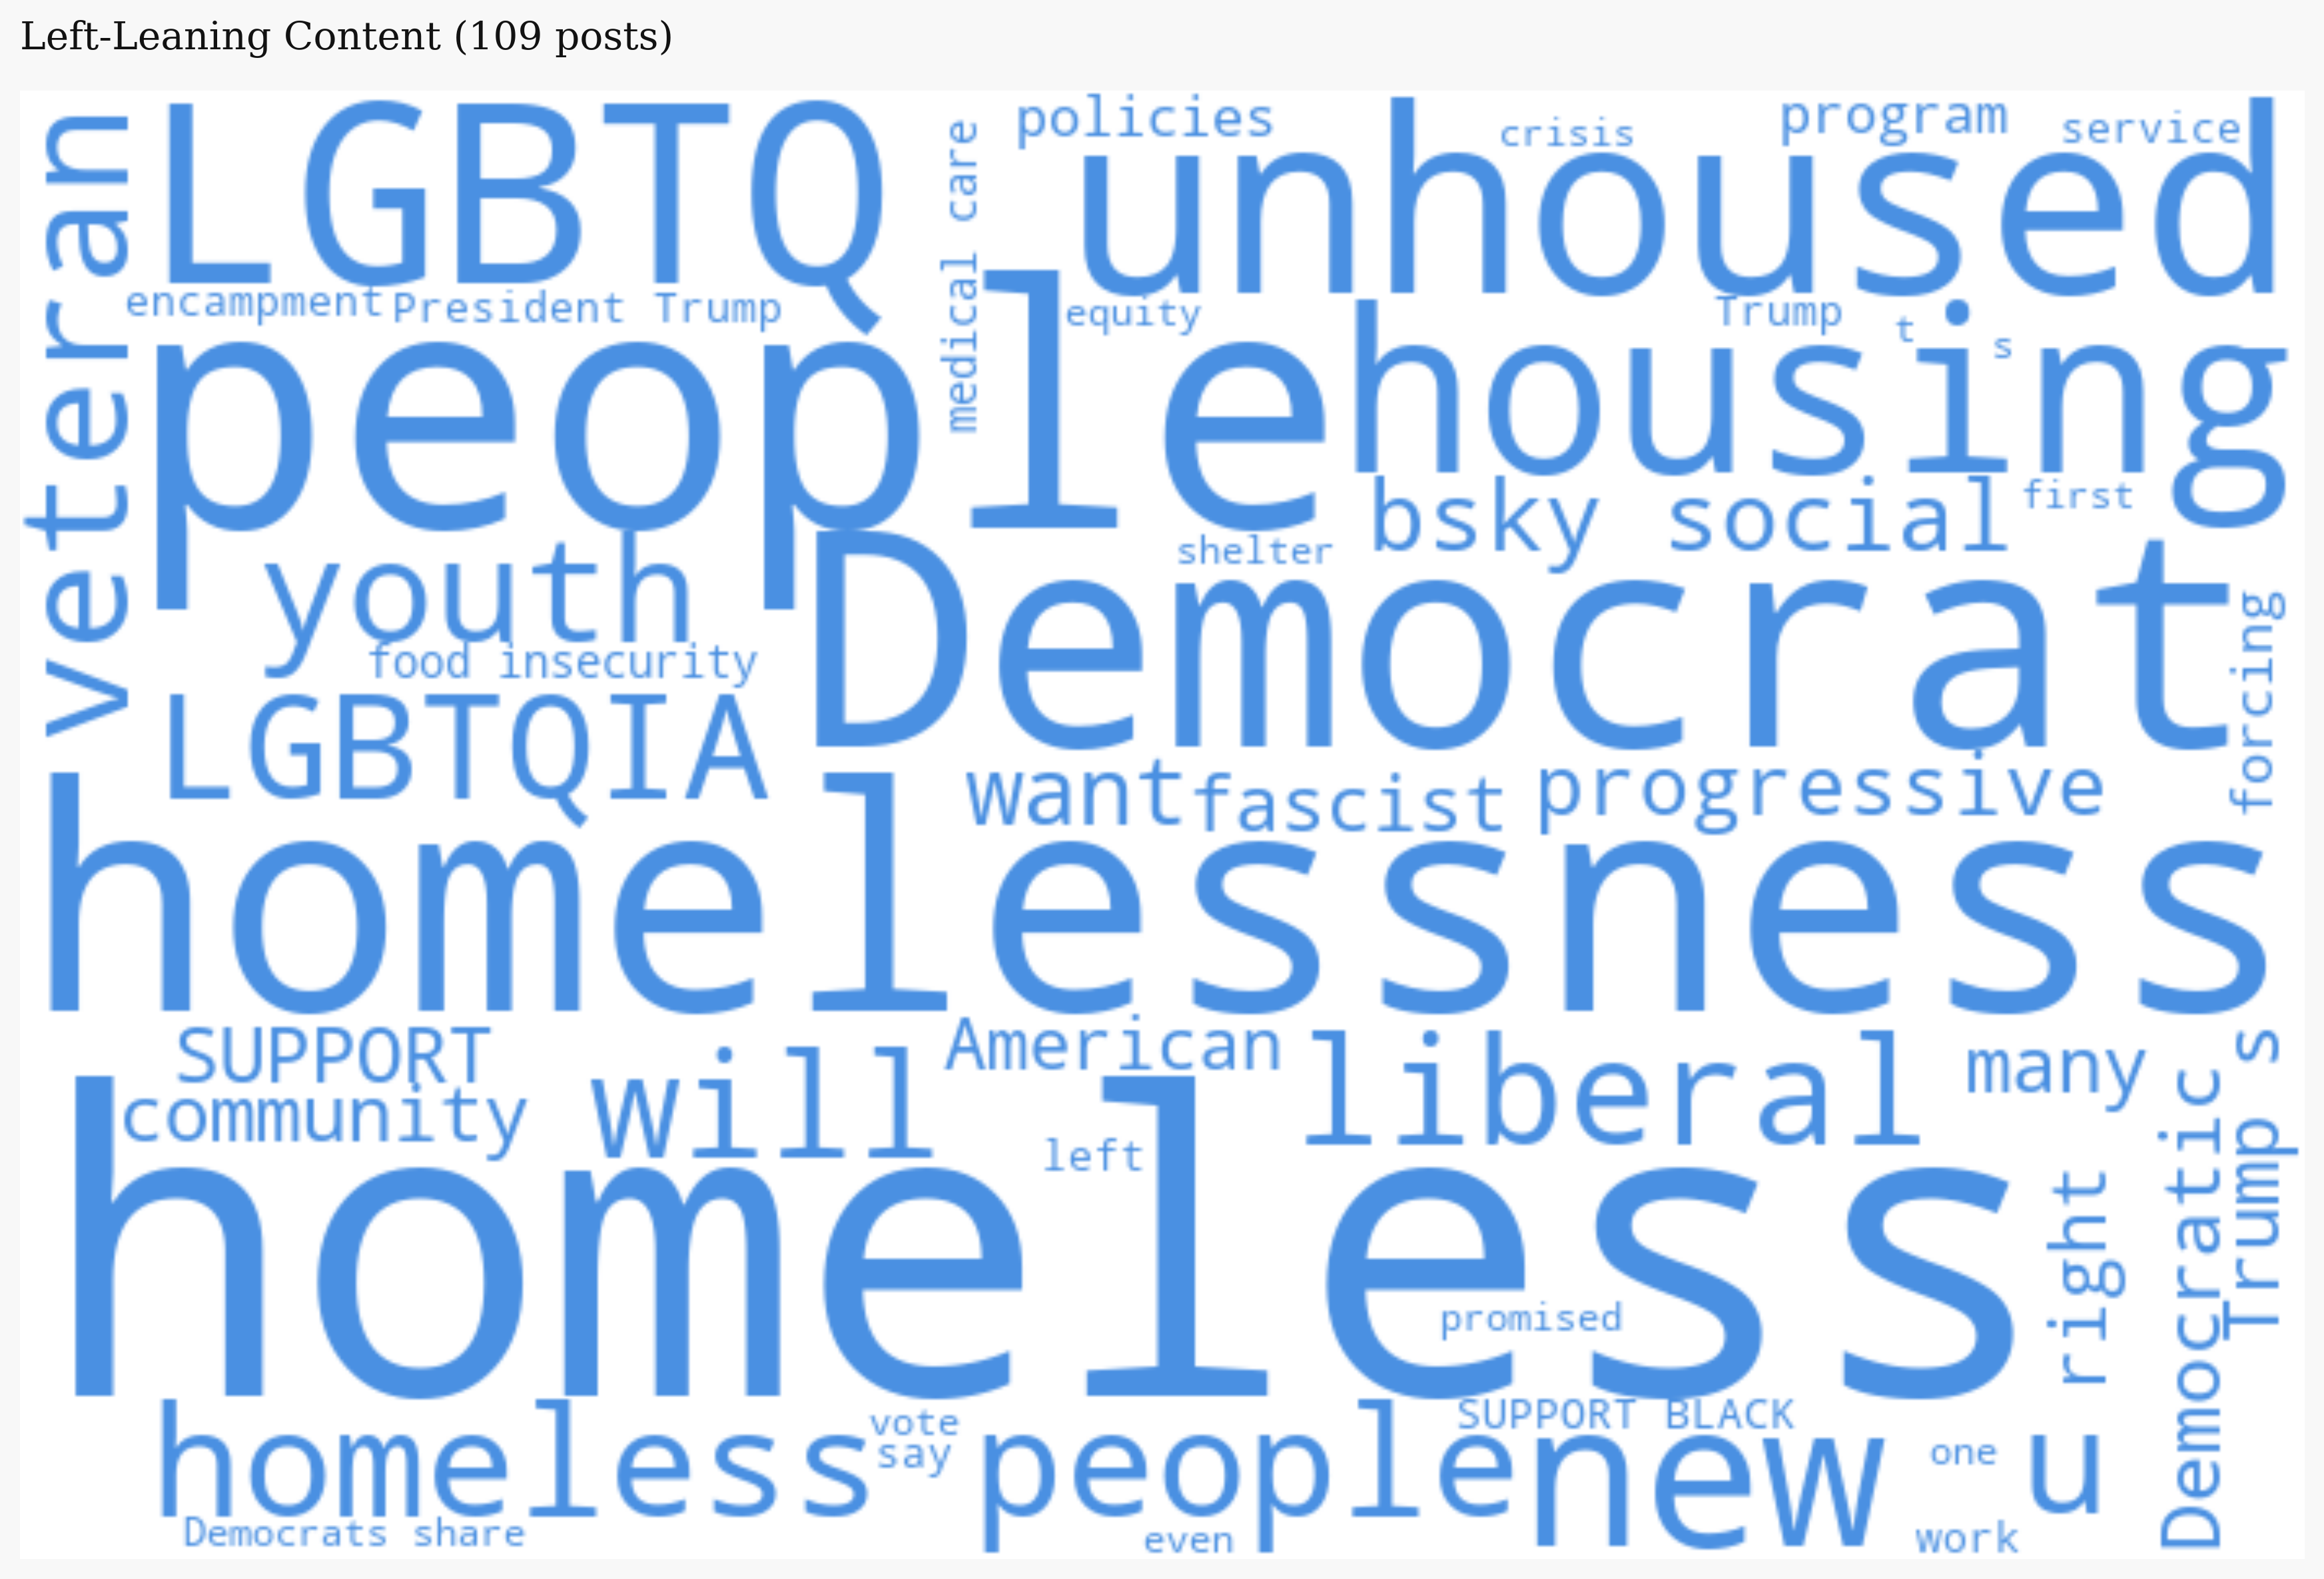 Left-Leaning Content (109 posts)
veteran
LGBTQ
medical care
policies
crisis
program
service
unhoused
encampment
President Trump
equity
Trump
t
s
people
housing
bsky social
first
youth
shelter
food insecurity
Democrat
forcing
LGBTQIA
want
fascist
progressive
homelessness
SUPPORT
American
liberal
many
community
will
left
homeless
promised
right
Democratic
Trump s
homeless people
vote
say
SUPPORT BLACK
new
one
u
Democrats share
even
work